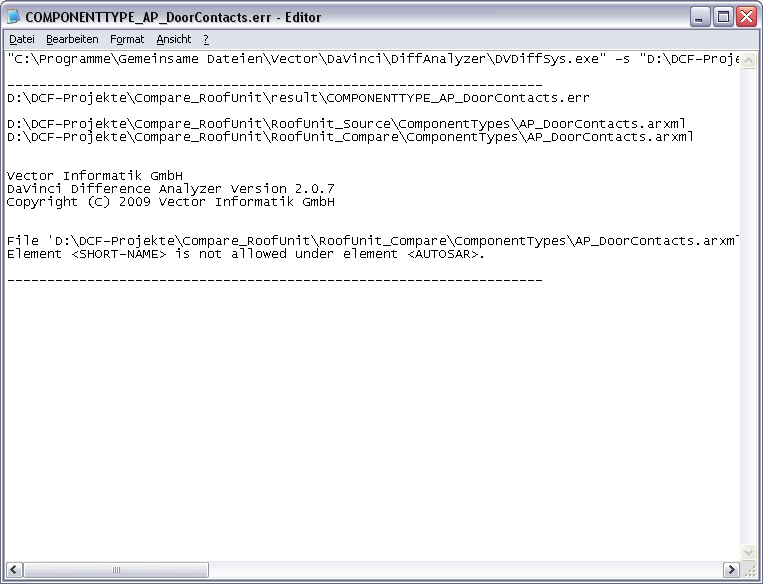 COMPONENTTYPE_AP_DoorContacts.err - Editor
Datei Bearbeiten Format Ansicht ?
"C:\Programme\Gemeinsame Dateien\Vector\DaVinci\DiffAnalyzer\DVDiffSys.exe" -s "D:\DCF-Proje
-------------------------------------------------------------------
D:\DCF-Projekte\Compare_RoofUnit\result\COMPONENTTYPE_AP_DoorContacts.err
D:\DCF-Projekte\Compare_RoofUnit\RoofUnit_Source\ComponentTypes\AP_DoorContacts.arxml
D:\DCF-Projekte\Compare_RoofUnit\RoofUnit_Compare\ComponentTypes\AP_DoorContacts.arxml
Vector Informatik GmbH
DaVinci Difference Analyzer Version 2.0.7
Copyright (C) 2009 Vector Informatik GmbH
File 'D:\DCF-Projekte\Compare_RoofUnit\RoofUnit_Compare\ComponentTypes\AP_DoorContacts.arxml
Element <SHORT-NAME> is not allowed under element <AUTOSAR>.
-------------------------------------------------------------------